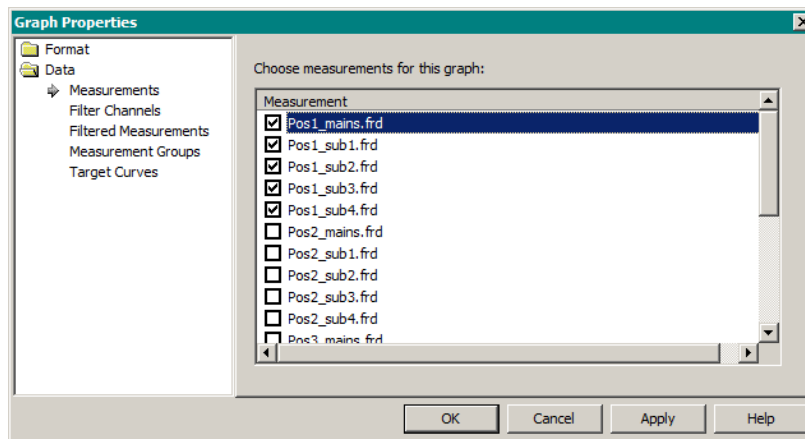 Graph Properties
Format
Data
Measurements
Filter Channels
Filtered Measurements
Measurement Groups
Target Curves
Choose measurements for this graph:
Measurement
Pos1_mains.frd
Pos1_sub1.frd
Pos1_sub2.frd
Pos1_sub3.frd
Pos1_sub4.frd
Pos2_mains.frd
Pos2_sub1.frd
Pos2_sub2.frd
Pos2_sub3.frd
Pos2_sub4.frd
Pos3_mains.frd
OK Cancel Apply Help